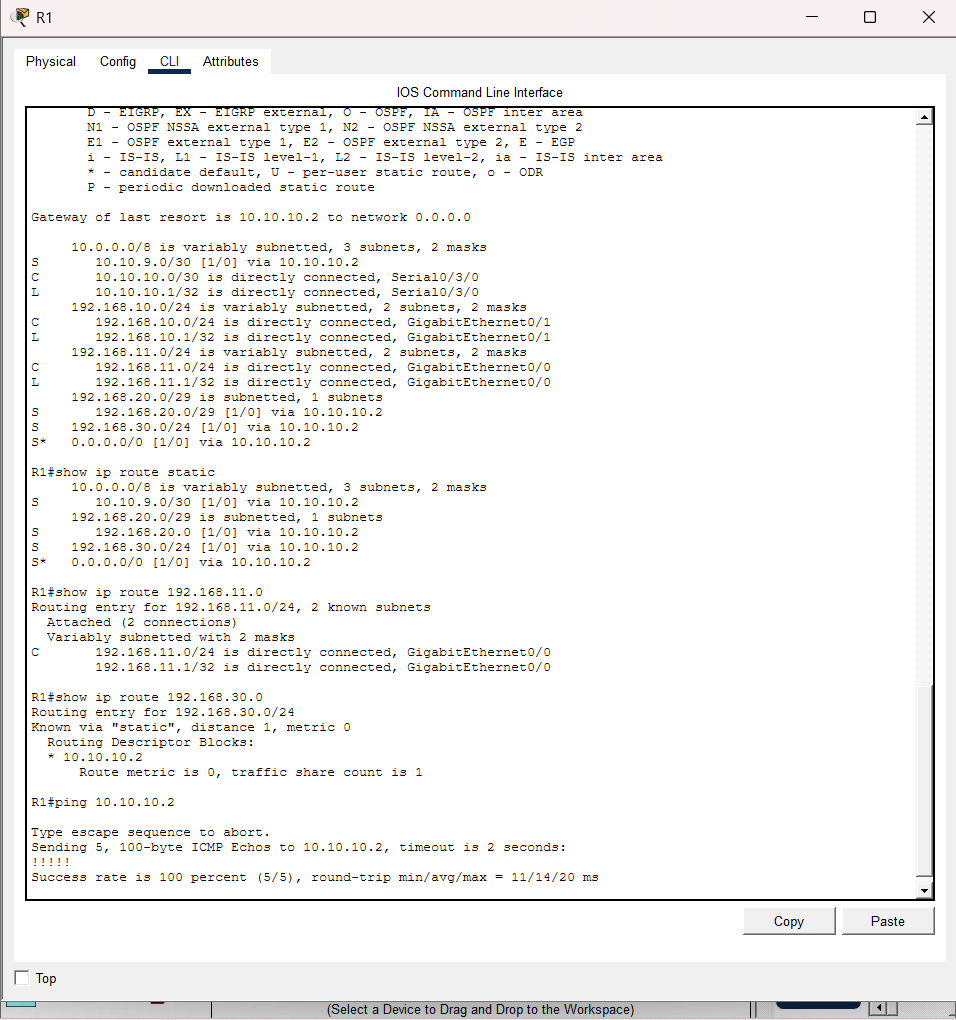 R1
Physical Config CLI Attributes
IOS Command Line Interface
D - EIGRP, EX - EIGRP external, O - OSPF, IA - OSPF inter area
N1 - OSPF NSSA external type 1, N2 - OSPF NSSA external type 2
E1 - OSPF external type 1, E2 - OSPF external type 2, E - EGP
i - IS-IS, L1 - IS-IS level-1, L2 - IS-IS level-2, ia - IS-IS inter area
* - candidate default, U - per-user static route, o - ODR
P - periodic downloaded static route
Gateway of last resort is 10.10.10.2 to network 0.0.0.0
10.0.0.0/8 is variably subnetted, 3 subnets, 2 masks
S 10.10.9.0/30 [1/0] via 10.10.10.2
C 10.10.10.0/30 is directly connected, Serial0/3/0
L 10.10.10.1/32 is directly connected, Serial0/3/0
192.168.10.0/24 is variably subnetted, 2 subnets, 2 masks
C 192.168.10.0/24 is directly connected, GigabitEthernet0/1
L 192.168.10.1/32 is directly connected, GigabitEthernet0/1
192.168.11.0/24 is variably subnetted, 2 subnets, 2 masks
C 192.168.11.0/24 is directly connected, GigabitEthernet0/0
L 192.168.11.1/32 is directly connected, GigabitEthernet0/0
192.168.20.0/29 is subnetted, 1 subnets
S 192.168.20.0/29 [1/0] via 10.10.10.2
S 192.168.30.0/24 [1/0] via 10.10.10.2
S* 0.0.0.0/0 [1/0] via 10.10.10.2
R1#show ip route static
10.0.0.0/8 is variably subnetted, 3 subnets, 2 masks
S 10.10.9.0/30 [1/0] via 10.10.10.2
192.168.20.0/29 is subnetted, 1 subnets
S 192.168.20.0 [1/0] via 10.10.10.2
S 192.168.30.0/24 [1/0] via 10.10.10.2
S* 0.0.0.0/0 [1/0] via 10.10.10.2
R1#show ip route 192.168.11.0
Routing entry for 192.168.11.0/24, 2 known subnets
Attached (2 connections)
Variably subnetted with 2 masks
C 192.168.11.0/24 is directly connected, GigabitEthernet0/0
192.168.11.1/32 is directly connected, GigabitEthernet0/0
R1#show ip route 192.168.30.0
Routing entry for 192.168.30.0/24
Known via "static", distance 1, metric 0
Routing Descriptor Blocks:
* 10.10.10.2
Route metric is 0, traffic share count is 1
R1#ping 10.10.10.2
Type escape sequence to abort.
Sending 5, 100-byte ICMP Echos to 10.10.10.2, timeout is 2 seconds:
!!!!!
Success rate is 100 percent (5/5), round-trip min/avg/max = 11/14/20 ms
Copy Paste
Top
(Select a Device to Drag and Drop to the Workspace)